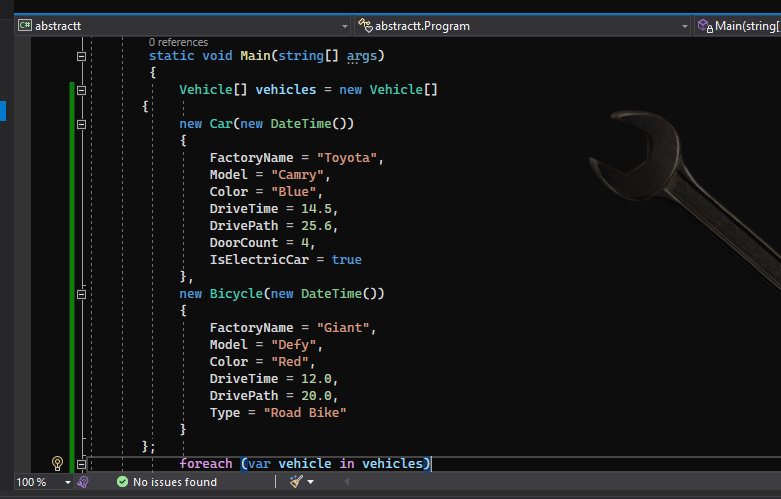 C# abstractt
abstractt.Program
Main(string[]
0 references
static void Main(string[] args)
{
Vehicle[] vehicles = new Vehicle[]
{
new Car(new DateTime())
{
FactoryName = "Toyota",
Model = "Camry",
Color = "Blue",
DriveTime = 14.5,
DrivePath = 25.6,
DoorCount = 4,
IsElectricCar = true
},
new Bicycle(new DateTime())
{
FactoryName = "Giant",
Model = "Defy",
Color = "Red",
DriveTime = 12.0,
DrivePath = 20.0,
Type = "Road Bike"
}
};
foreach (var vehicle in vehicles)
100 %
No issues found